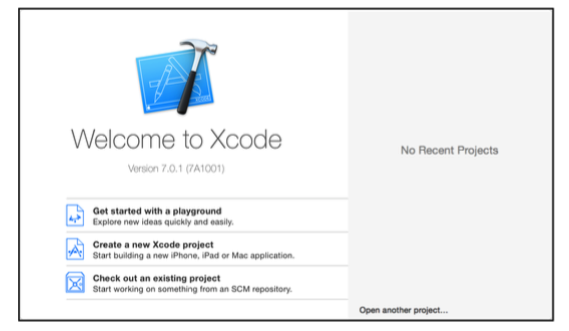 Welcome to Xcode
Version 7.0.1 (7A1001)
Get started with a playground
Explore new ideas quickly and easily.
Create a new Xcode project
Start building a new iPhone, iPad or Mac application.
Check out an existing project
Start working on something from an SCM repository.
No Recent Projects
Open another project...